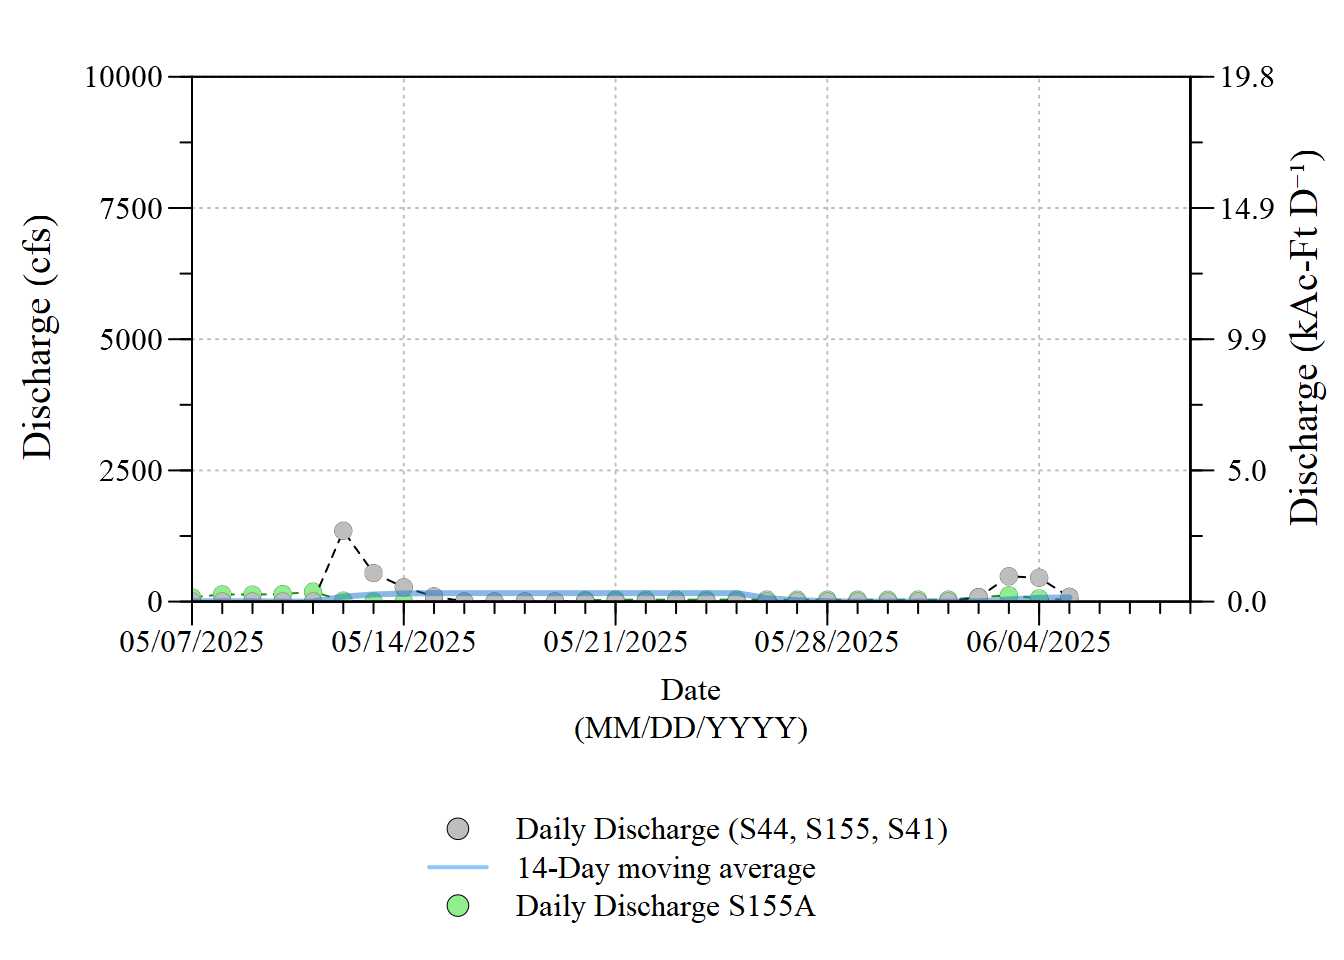 10000
7500
5000
2500
0
Discharge (cfs)
19.8
14.9
9.9
5.0
0.0
Discharge (kAc-Ft D⁻¹)
05/07/2025 05/14/2025 05/21/2025 05/28/2025 06/04/2025
Date
(MM/DD/YYYY)
Daily Discharge (S44, S155, S41)
14-Day moving average
Daily Discharge S155A